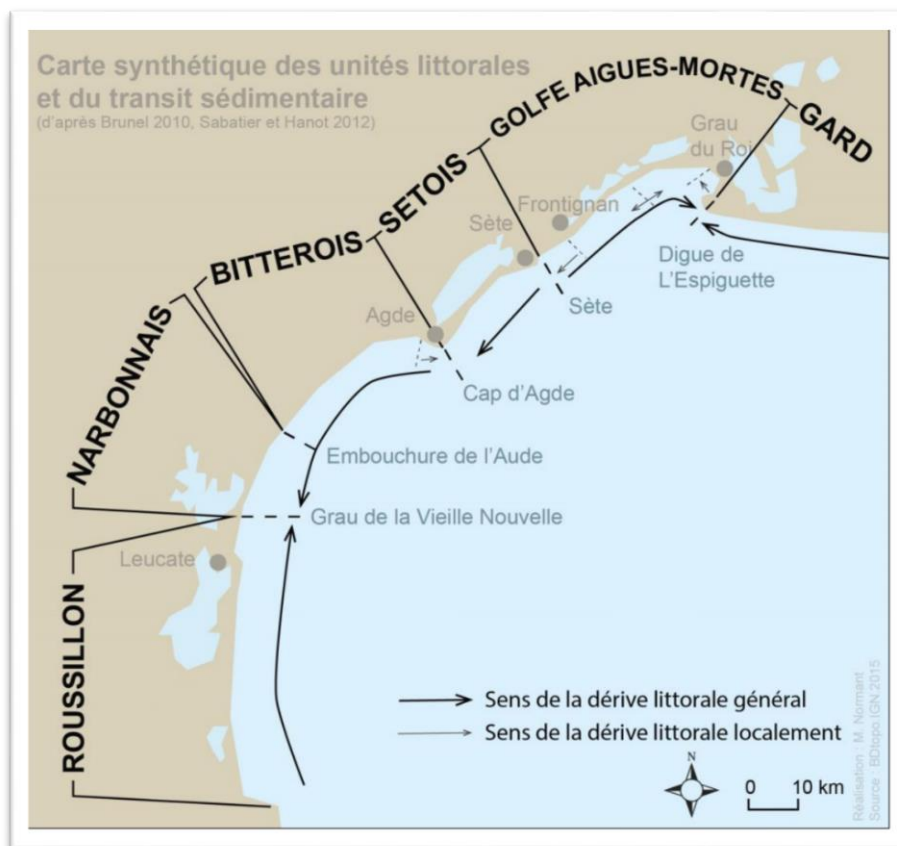 Carte synthétique des unités littorales
et du transit sédimentaire
(d'après Brunel 2010, Sabatier et Hanot 2012)
GOLFE AIGUES-MORTES
GARD
SETOIS
BITTEROIS
NARBONNAIS
ROUSSILLON
Grau
du Roi
Frontignan
Sète
Agde
Digue de
L'Espiguette
Sète
Cap d'Agde
Embouchure de l'Aude
Grau de la Vieille Nouvelle
Leucate
Sens de la dérive littorale général
Sens de la dérive littorale localement
N
0 10 km
Réalisation : M. Normant
Source : BDtopo.IGN.2015